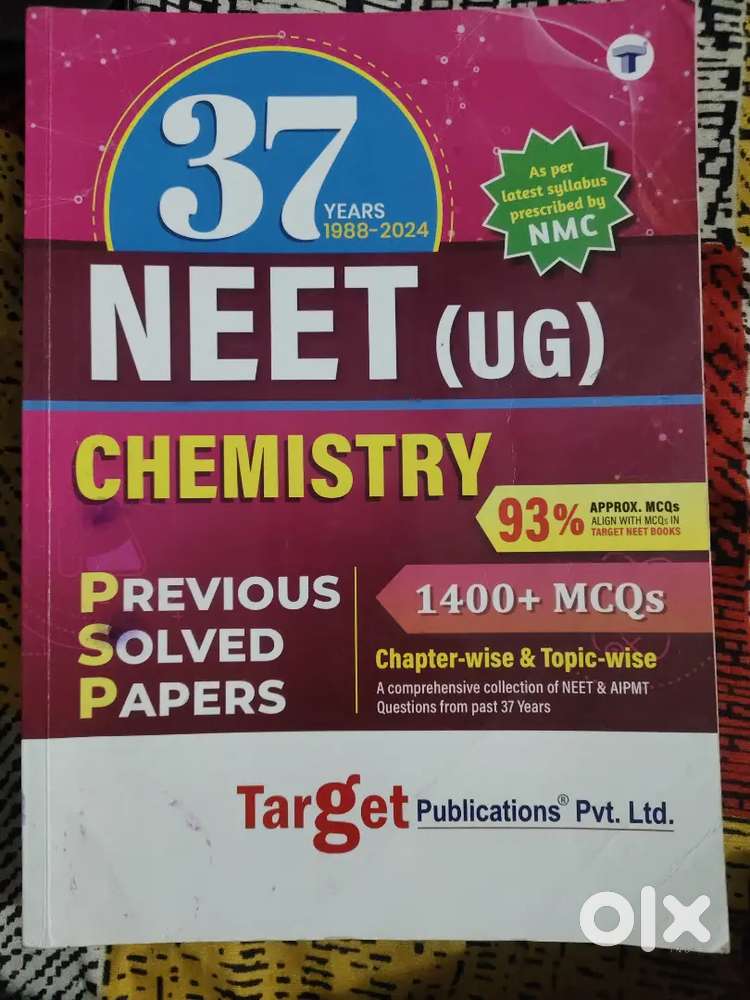 37
YEARS
1988-2024
T
As per
latest syllabus
prescribed by
NMC
NEET (UG)
CHEMISTRY
93%
APPROX. MCQs
ALIGN WITH MCQs IN
TARGET NEET BOOKS
PREVIOUS
SOLVED
PAPERS
1400+ MCQs
Chapter-wise & Topic-wise
A comprehensive collection of NEET & AIPMT
Questions from past 37 Years
Target Publications® Pvt. Ltd.
olx